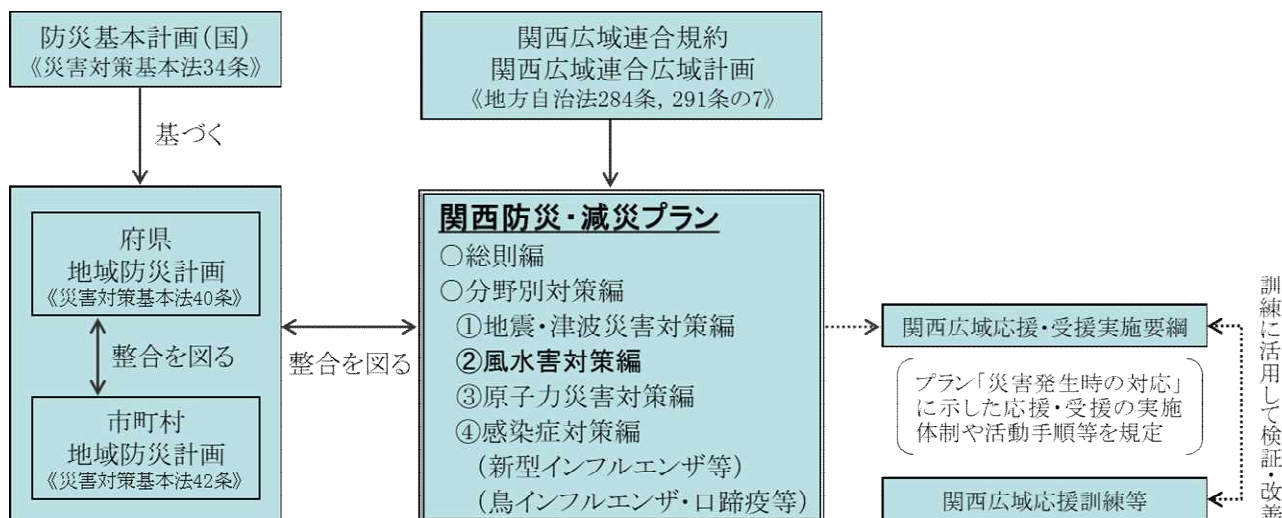 防災基本計画(国)
《災害対策基本法34条》
関西広域連合規約
関西広域連合広域計画
《地方自治法284条, 291条の7》
基づく
府県
地域防災計画
《災害対策基本法40条》
整合を図る
市町村
地域防災計画
《災害対策基本法42条》
整合を図る
関西防災・減災プラン
○総則編
○分野別対策編
①地震・津波災害対策編
②風水害対策編
③原子力災害対策編
④感染症対策編
(新型インフルエンザ等)
(鳥インフルエンザ・口蹄疫等)
関西広域応援・受援実施要綱
プラン「災害発生時の対応」
に示した応援・受援の実施
体制や活動手順等を規定
関西広域応援訓練等
訓練に活用して検証・改善